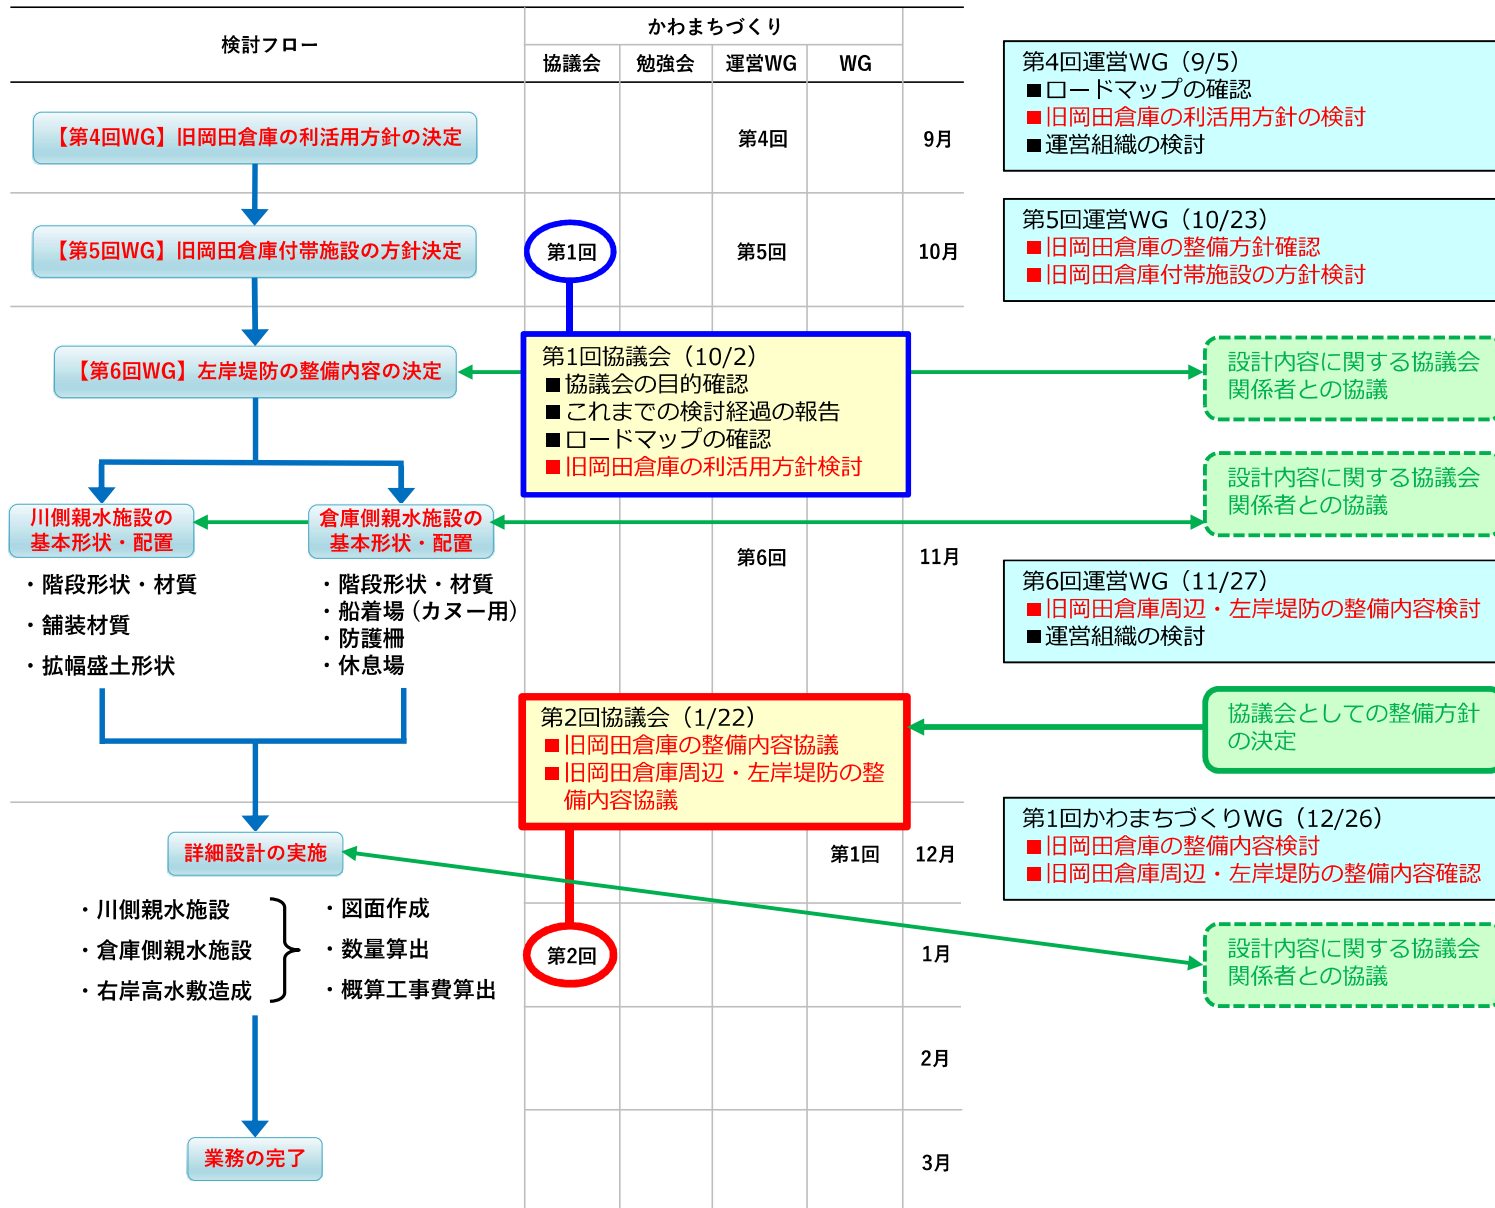 検討フロー
かわまちづくり
協議会
勉強会
運営WG
WG
【第4回WG】旧岡田倉庫の利活用方針の決定
第4回
9月
【第5回WG】旧岡田倉庫付帯施設の方針決定
第1回
第5回
10月
【第6回WG】左岸堤防の整備内容の決定
第1回協議会（10/2）
■協議会の目的確認
■これまでの検討経過の報告
■ロードマップの確認
■旧岡田倉庫の利活用方針検討
川側親水施設の
基本形状・配置
倉庫側親水施設の
基本形状・配置
・階段形状・材質
・舗装材質
・拡幅盛土形状
・階段形状・材質
・船着場（カヌー用）
・防護柵
・休息場
第6回
11月
第2回協議会（1/22）
■旧岡田倉庫の整備内容協議
■旧岡田倉庫周辺・左岸堤防の整
備内容協議
詳細設計の実施
第1回
12月
・川側親水施設
・倉庫側親水施設
・右岸高水敷造成
・図面作成
・数量算出
・概算工事費算出
第2回
1月
2月
業務の完了
3月
第4回運営WG（9/5）
■ロードマップの確認
■旧岡田倉庫の利活用方針の検討
■運営組織の検討
第5回運営WG（10/23）
■旧岡田倉庫の整備方針確認
■旧岡田倉庫付帯施設の方針検討
設計内容に関する協議会
関係者との協議
設計内容に関する協議会
関係者との協議
第6回運営WG（11/27）
■旧岡田倉庫周辺・左岸堤防の整備内容検討
■運営組織の検討
協議会としての整備方針
の決定
第1回かわまちづくりWG（12/26）
■旧岡田倉庫の整備内容検討
■旧岡田倉庫周辺・左岸堤防の整備内容確認
設計内容に関する協議会
関係者との協議